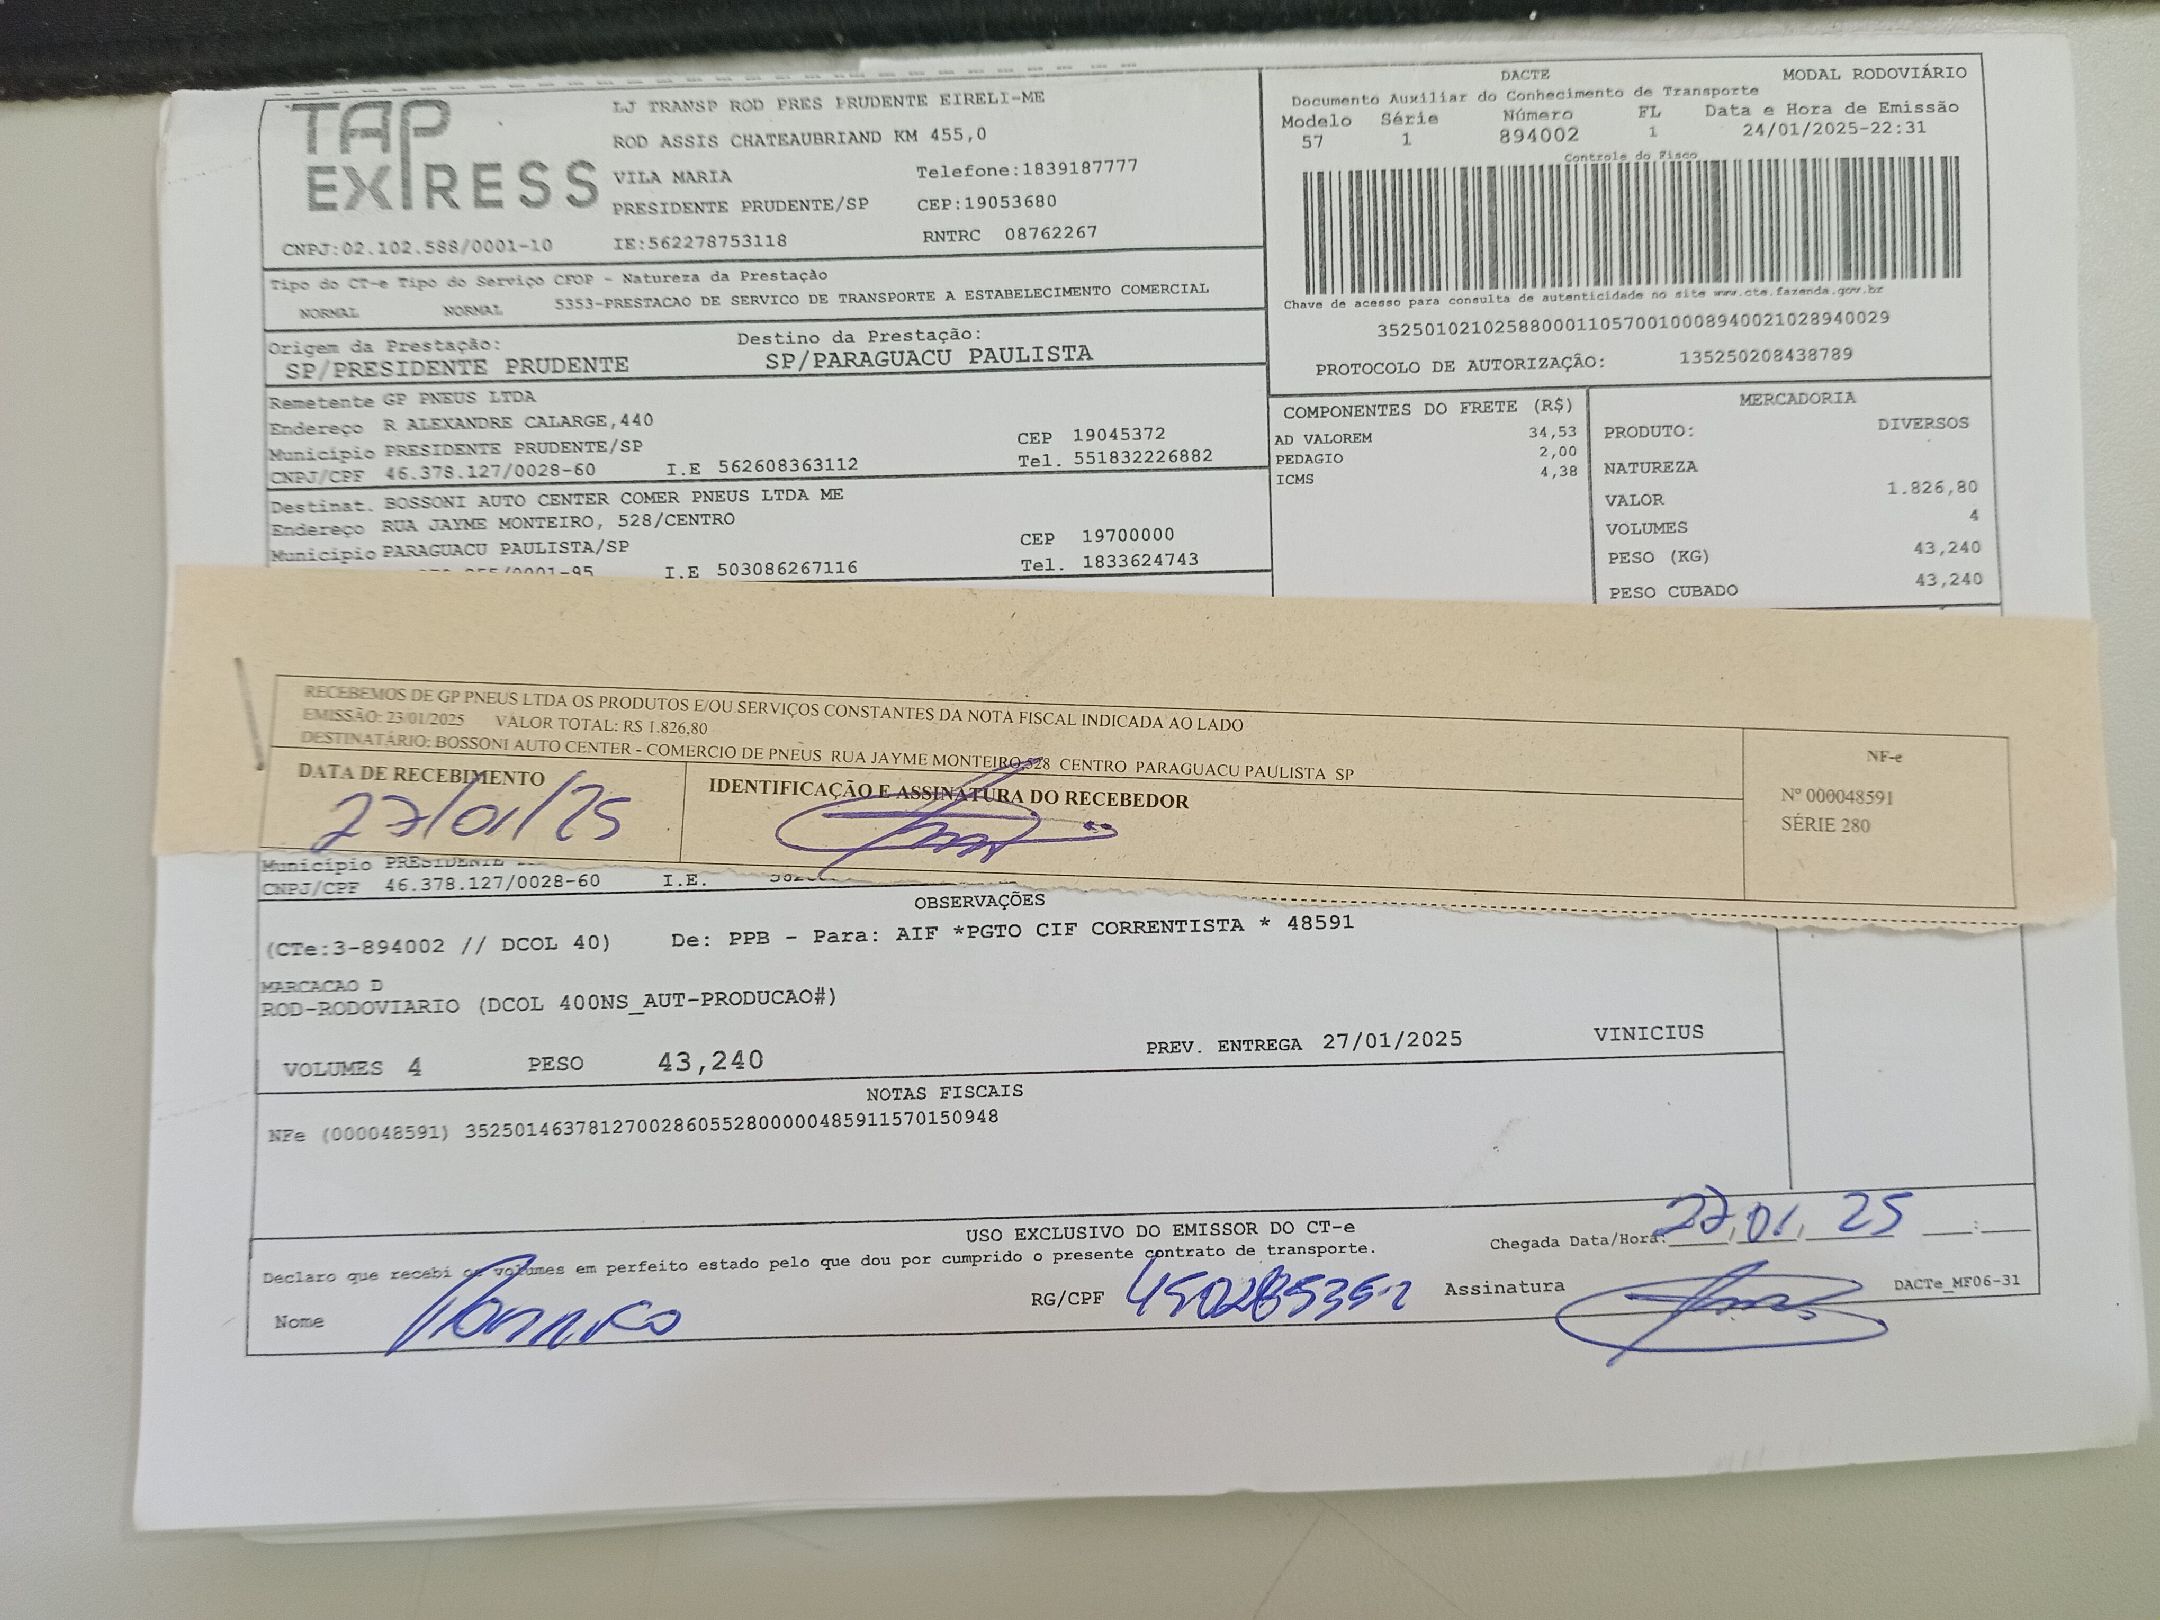 TAP EXPRESS
LJ TRANSP ROD PRES PRUDENTE EIRELI-ME
ROD ASSIS CHATEAUBRIAND KM 455,0
VILA MARIA Telefone:1839187777
PRESIDENTE PRUDENTE/SP CEP:19053680
CNPJ:02.102.588/0001-10 IE:562278753118 RNTRC 08762267
DACTE MODAL RODOVIÁRIO
Documento Auxiliar do Conhecimento de Transporte
Modelo Série Número FL Data e Hora de Emissão
57 1 894002 1 24/01/2025-22:31
Controle do Fisco
Chave de acesso para consulta de autenticidade no site www.cte.fazenda.gov.br
35250102102588000110570010008940021028940029
PROTOCOLO DE AUTORIZAÇÃO: 135250208438789
Tipo do CT-e Tipo do Serviço CFOP - Natureza da Prestação
NORMAL NORMAL 5353-PRESTACAO DE SERVICO DE TRANSPORTE A ESTABELECIMENTO COMERCIAL
Origem da Prestação: Destino da Prestação:
SP/PRESIDENTE PRUDENTE SP/PARAGUACU PAULISTA
Remetente GP PNEUS LTDA
Endereço R ALEXANDRE CALARGE,440
Município PRESIDENTE PRUDENTE/SP CEP 19045372
CNPJ/CPF 46.378.127/0028-60 I.E 562608363112 Tel. 551832226882
Destinat. BOSSONI AUTO CENTER COMER PNEUS LTDA ME
Endereço RUA JAYME MONTEIRO, 528/CENTRO
Município PARAGUACU PAULISTA/SP CEP 19700000
/0001-95 I.E 503086267116 Tel. 1833624743
COMPONENTES DO FRETE (R$)
AD VALOREM 34,53
PEDAGIO 2,00
ICMS 4,38
MERCADORIA
PRODUTO: DIVERSOS
NATUREZA
VALOR 1.826,80
VOLUMES 4
PESO (KG) 43,240
PESO CUBADO 43,240
RECEBEMOS DE GP PNEUS LTDA OS PRODUTOS E/OU SERVIÇOS CONSTANTES DA NOTA FISCAL INDICADA AO LADO
EMISSÃO: 23/01/2025 VALOR TOTAL: R$ 1.826,80
DESTINATÁRIO: BOSSONI AUTO CENTER - COMERCIO DE PNEUS RUA JAYME MONTEIRO,528 CENTRO PARAGUACU PAULISTA SP
DATA DE RECEBIMENTO IDENTIFICAÇÃO E ASSINATURA DO RECEBEDOR
27/01/25
NF-e
Nº 000048591
SÉRIE 280
Município
CNPJ/CPF 46.378.127/0028-60 I.E.
OBSERVAÇÕES
(CTe:3-894002 // DCOL 40) De: PPB - Para: AIF *PGTO CIF CORRENTISTA * 48591
MARCACAO D
ROD-RODOVIARIO (DCOL 400NS_AUT-PRODUCAO#)
VOLUMES 4 PESO 43,240 PREV. ENTREGA 27/01/2025 VINICIUS
NOTAS FISCAIS
NFe (000048591) 35250146378127002860552800000485911570150948
USO EXCLUSIVO DO EMISSOR DO CT-e
Declaro que recebi os volumes em perfeito estado pelo que dou por cumprido o presente contrato de transporte.
Chegada Data/Hora: 27 01 25 :
Nome RG/CPF Assinatura DACTe_MF06-31